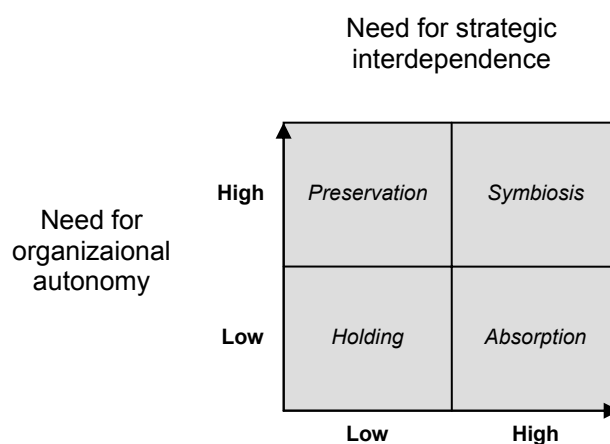 Need for strategic
interdependence
High
Preservation
Symbiosis
Need for
organizaional
autonomy
Low
Holding
Absorption
Low
High